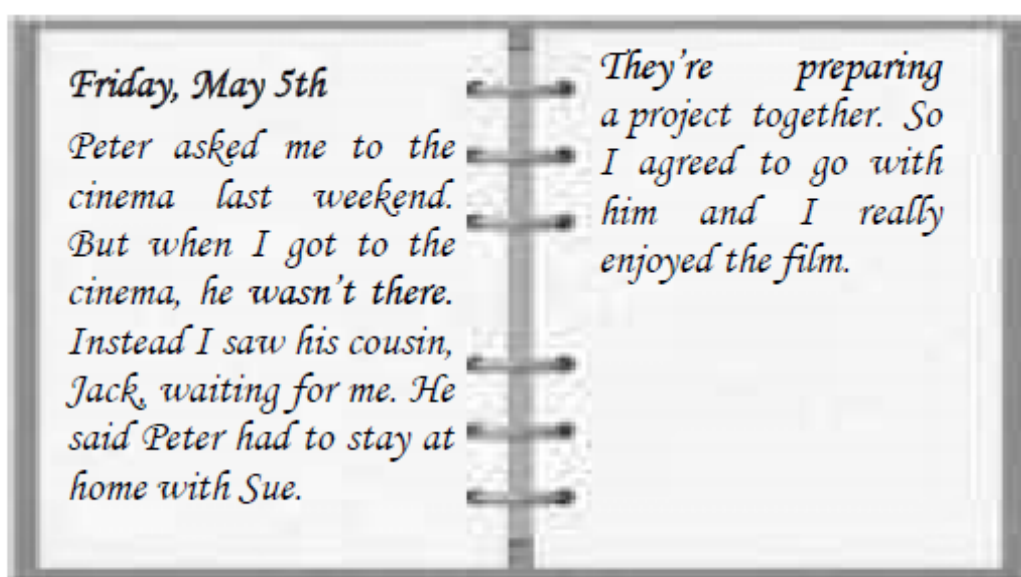 Friday, May 5th
Peter asked me to the
cinema last weekend.
But when I got to the
cinema, he wasn't there.
Instead I saw his cousin,
Jack, waiting for me. He
said Peter had to stay at
home with Sue.
They're preparing
a project together. So
I agreed to go with
him and I really
enjoyed the film.